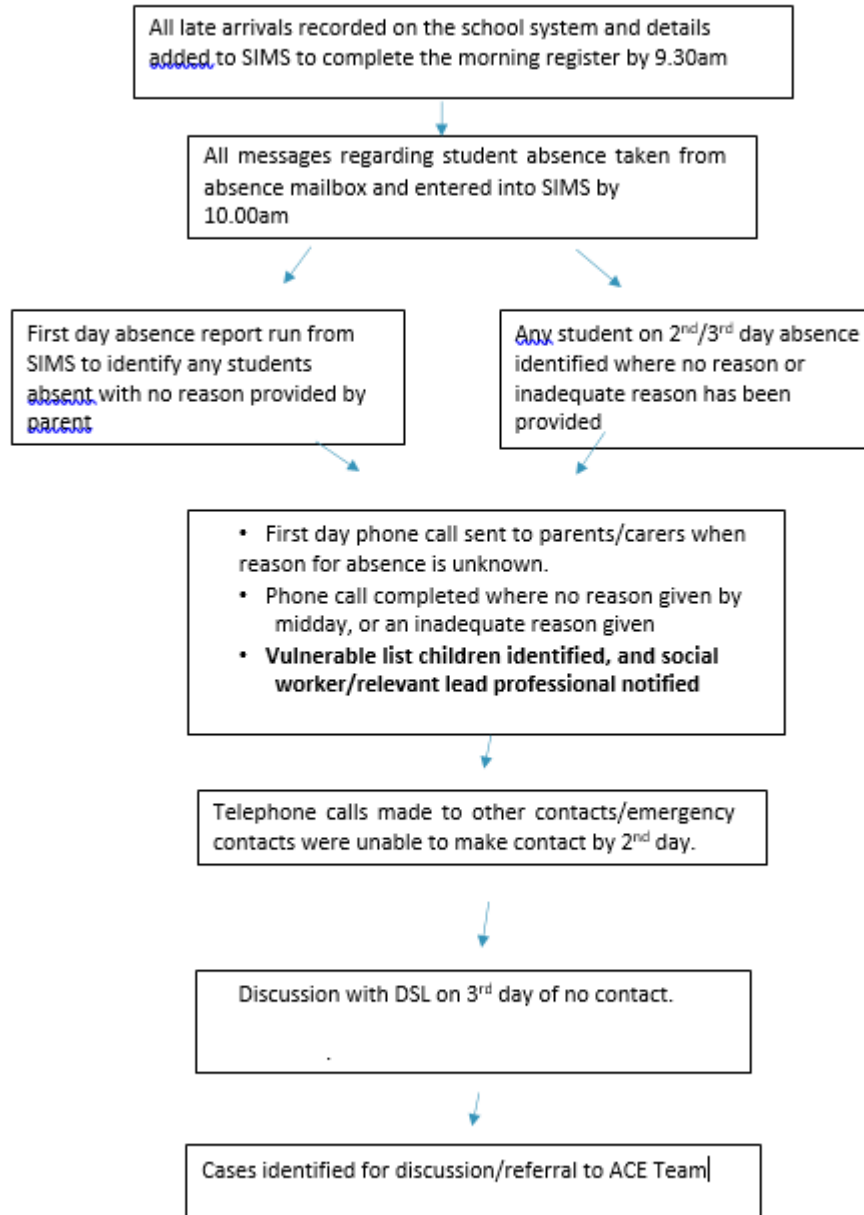 All late arrivals recorded on the school system and details
added to SIMS to complete the morning register by 9.30am
All messages regarding student absence taken from
absence mailbox and entered into SIMS by
10.00am
First day absence report run from
SIMS to identify any students
absent with no reason provided by
parent
Any student on 2nd/3rd day absence
identified where no reason or
inadequate reason has been
provided
• First day phone call sent to parents/carers when
reason for absence is unknown.
• Phone call completed where no reason given by
midday, or an inadequate reason given
• Vulnerable list children identified, and social
worker/relevant lead professional notified
Telephone calls made to other contacts/emergency
contacts were unable to make contact by 2nd day.
Discussion with DSL on 3rd day of no contact.
.
Cases identified for discussion/referral to ACE Team